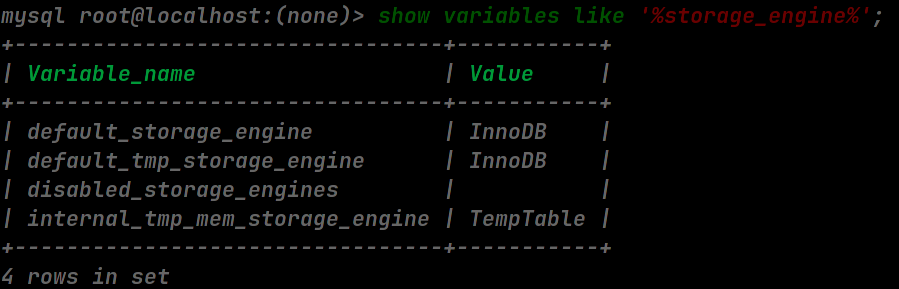 mysql root@localhost:(none)> show variables like '%storage_engine%';
+--------------------------------+-----------+
| Variable_name                  | Value     |
+--------------------------------+-----------+
| default_storage_engine         | InnoDB    |
| default_tmp_storage_engine     | InnoDB    |
| disabled_storage_engines       |           |
| internal_tmp_mem_storage_engine | TempTable |
+--------------------------------+-----------+
4 rows in set